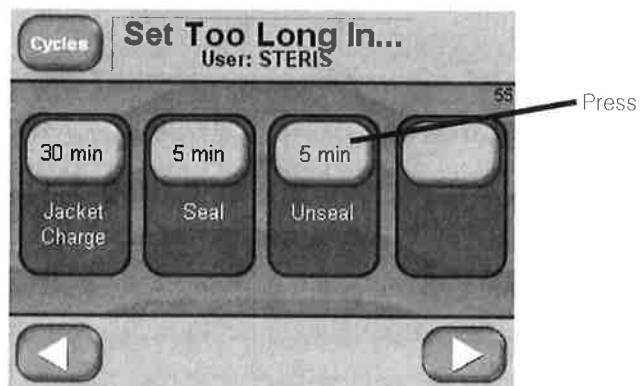 Cycles
Set Too Long In...
User: STERIS
55
Press
30 min
5 min
5 min
Jacket
Charge
Seal
Unseal